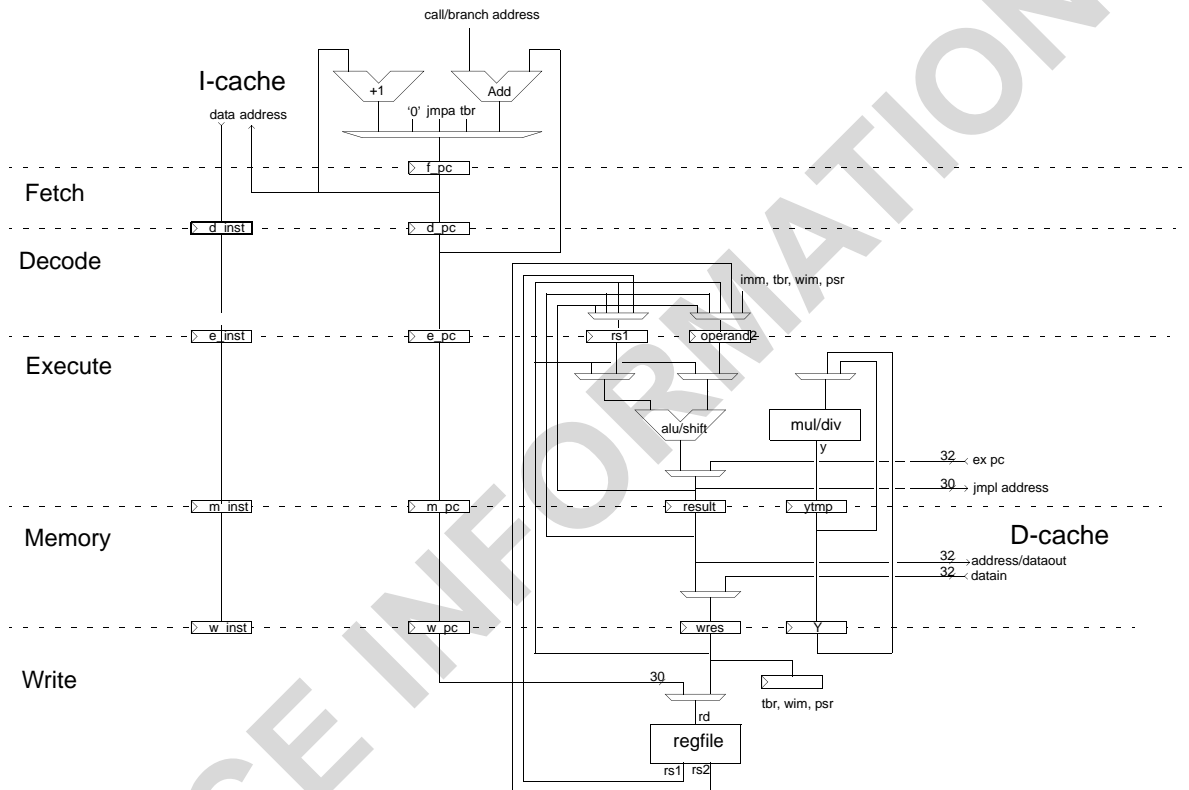 call/branch address
I-cache
+1
Add
data address
‘0’ jmpa tbr
f_pc
Fetch
d_inst
d_pc
Decode
imm, tbr, wim, psr
e_inst
e_pc
rs1
operand2
Execute
alu/shift
mul/div
y
32
ex pc
30
jmpl address
m_inst
m_pc
result
ytmp
Memory
D-cache
32
address/dataout
32
datain
w_inst
w_pc
wres
Y
Write
30
tbr, wim, psr
rd
regfile
rs1
rs2
CE INFORMATION